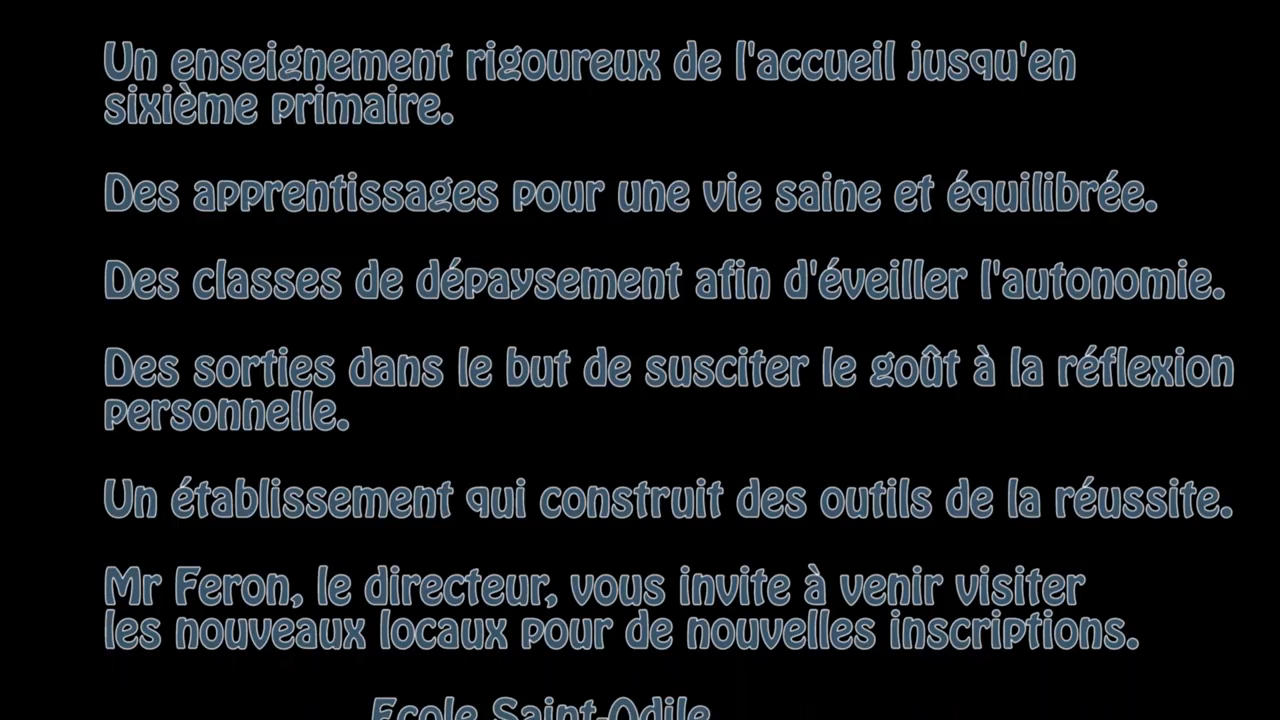 Un enseignement rigoureux de l'accueil jusqu'en
sixième primaire.
Des apprentissages pour une vie saine et équilibrée.
Des classes de dépaysement afin d'éveiller l'autonomie.
Des sorties dans le but de susciter le goût à la réflexion
personnelle.
Un établissement qui construit des outils de la réussite.
Mr Feron, le directeur, vous invite à venir visiter
les nouveaux locaux pour de nouvelles inscriptions.
Ecole Saint-Odile